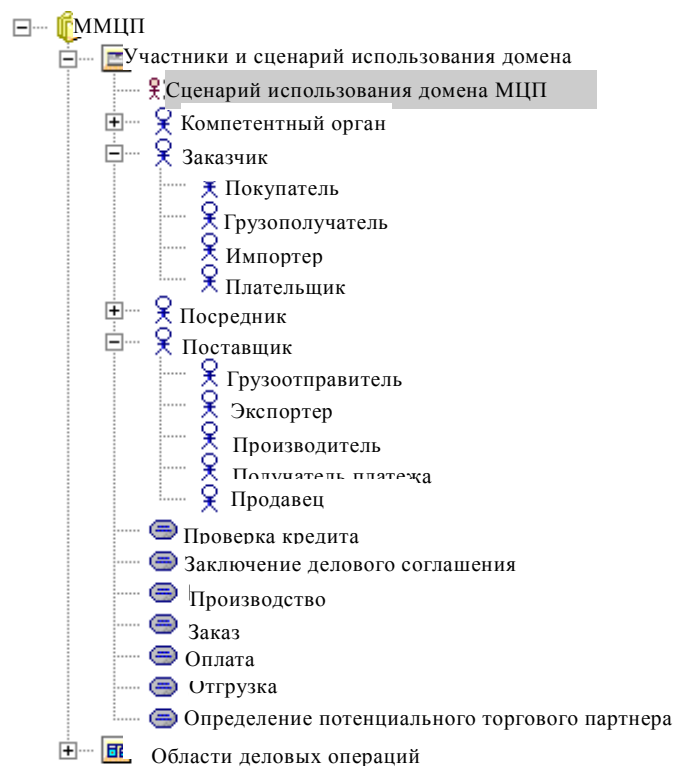 ММЦП
Участники и сценарий использования домена
Сценарий использования домена МЦП
Компетентный орган
Заказчик
Покупатель
Грузополучатель
Импортер
Плательщик
Посредник
Поставщик
Грузоотправитель
Экспортер
Производитель
Получатель платежа
Продавец
Проверка кредита
Заключение делового соглашения
Производство
Заказ
Оплата
Отгрузка
Определение потенциального торгового партнера
Области деловых операций